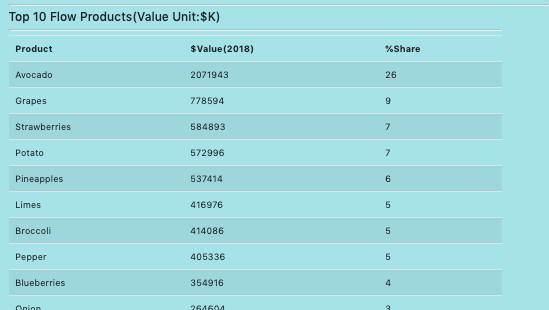 Top 10 Flow Products(Value Unit:$K)
Product $Value(2018) %Share
Avocado 2071943 26
Grapes 778594 9
Strawberries 584893 7
Potato 572996 7
Pineapples 537414 6
Limes 416976 5
Broccoli 414086 5
Pepper 405336 5
Blueberries 354916 4
Onion 264604 3